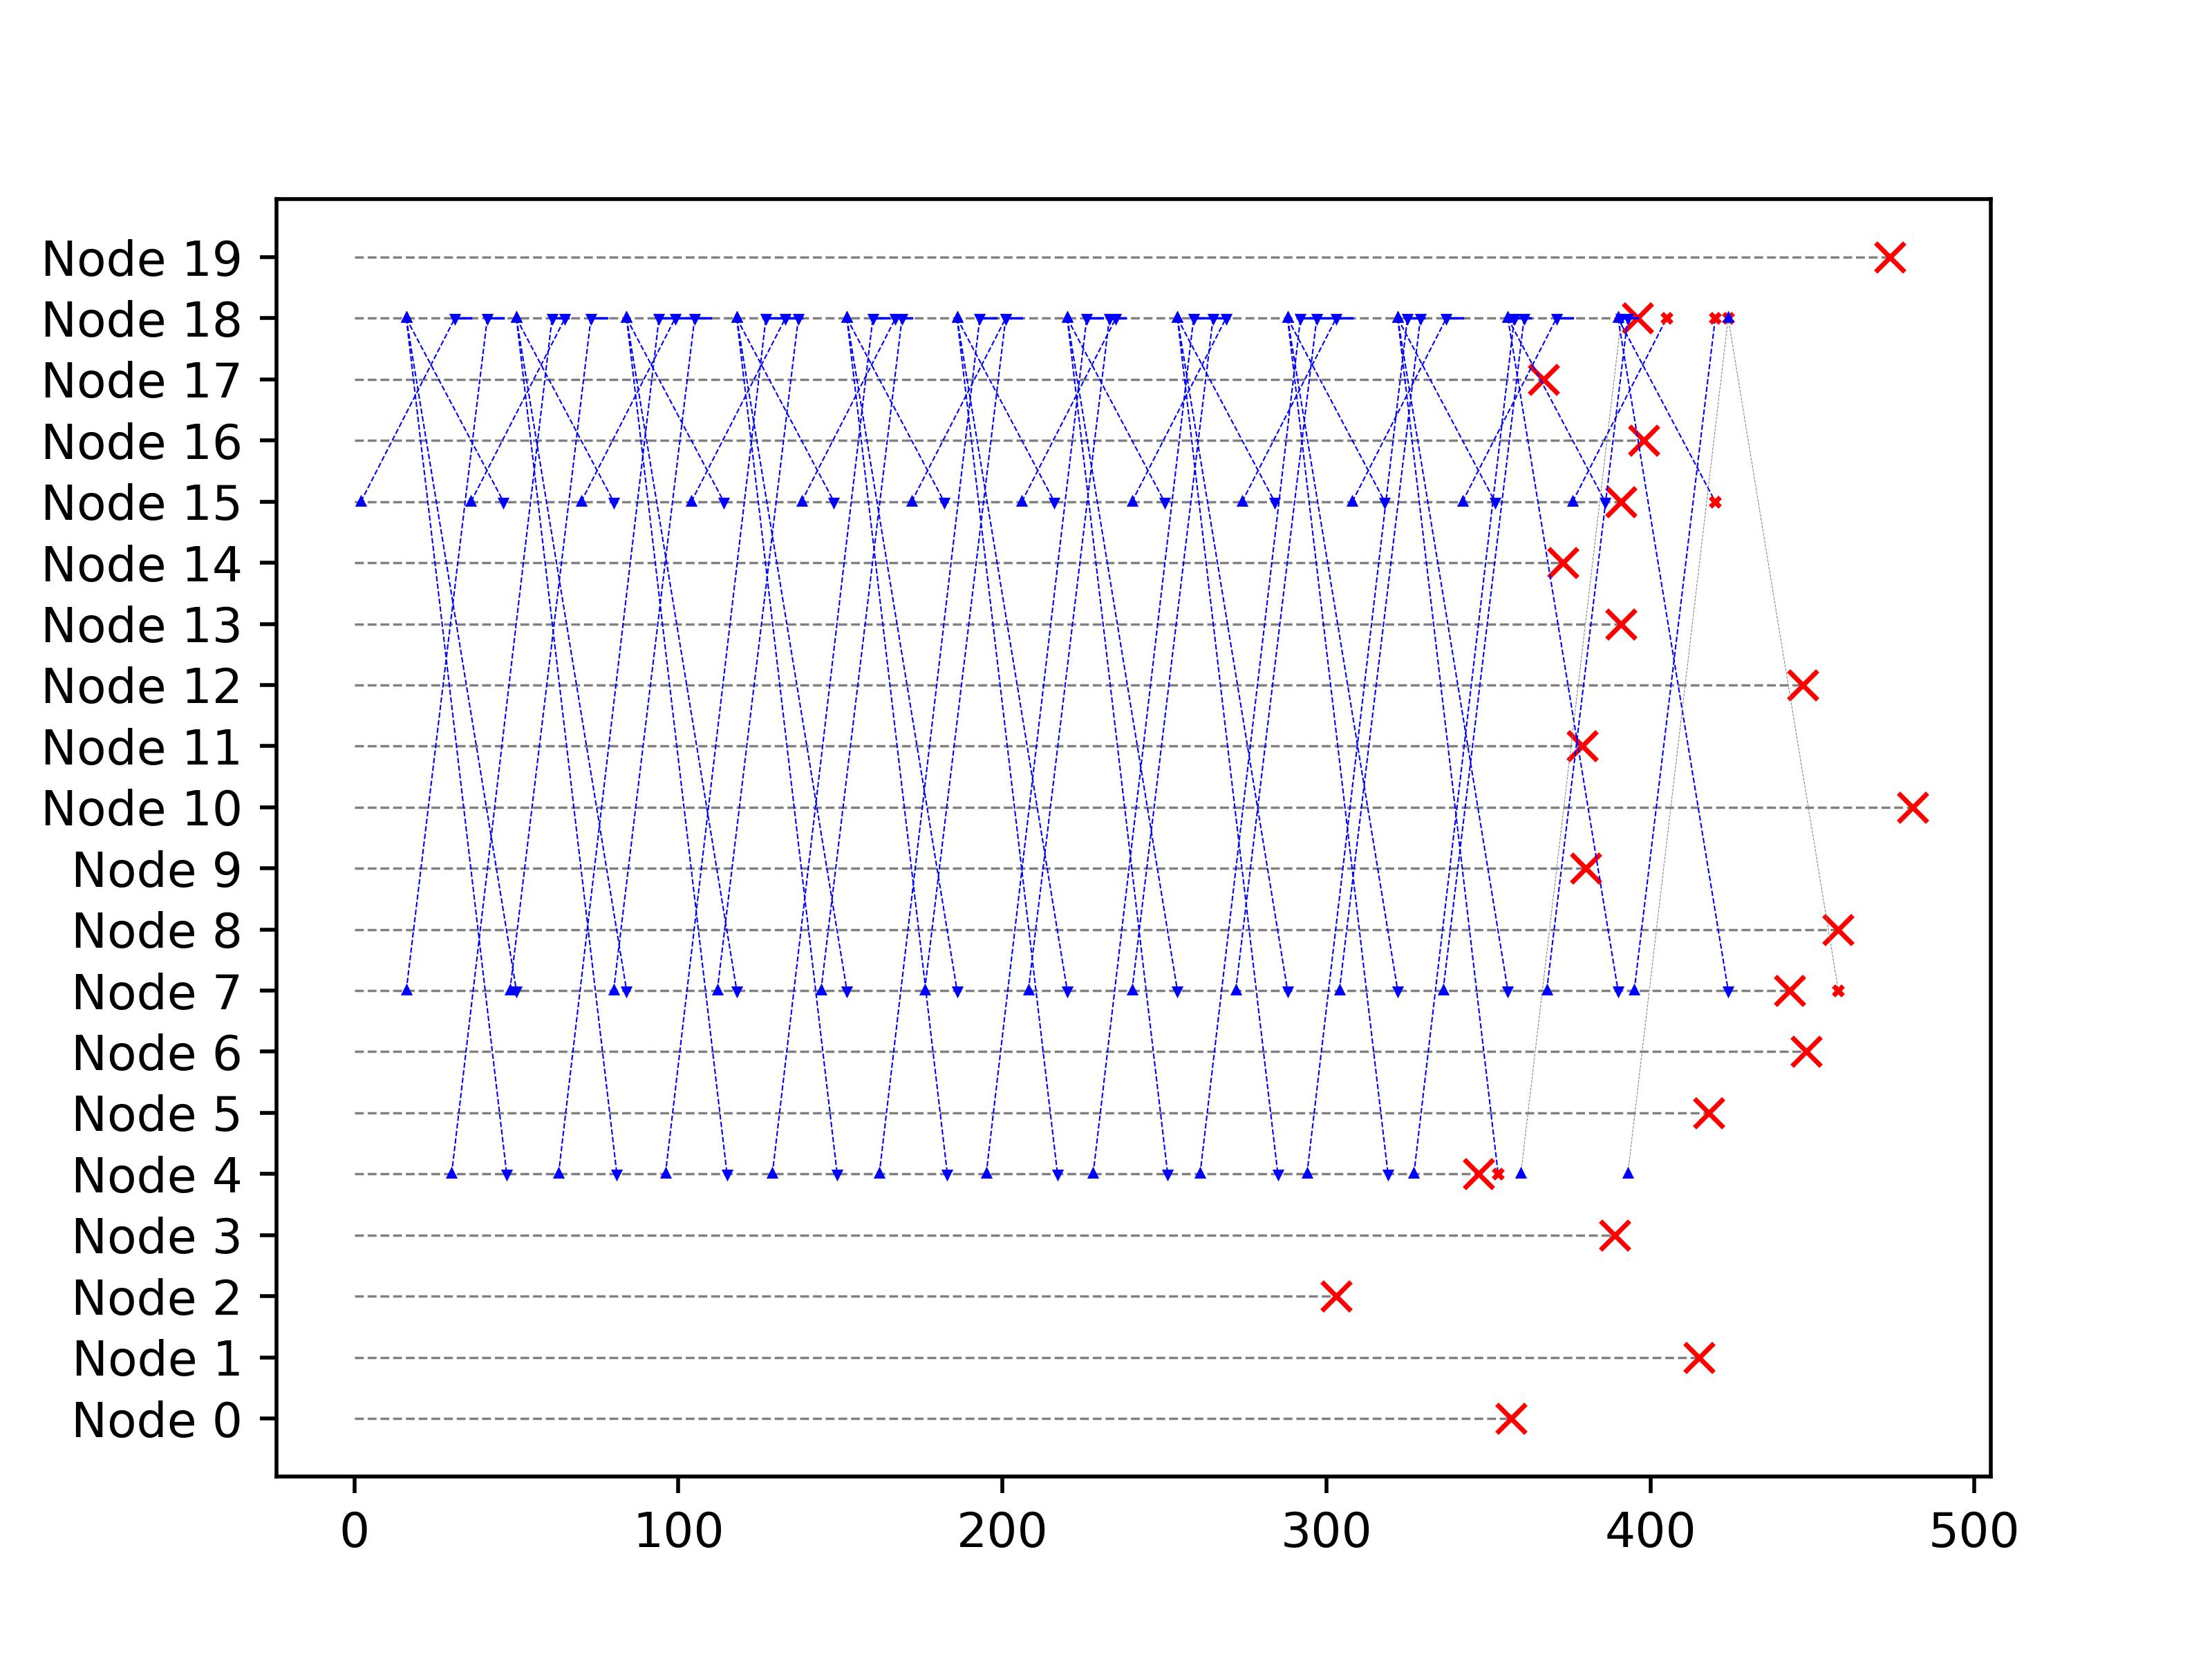 Node 19
Node 18
Node 17
Node 16
Node 15
Node 14
Node 13
Node 12
Node 11
Node 10
Node 9
Node 8
Node 7
Node 6
Node 5
Node 4
Node 3
Node 2
Node 1
Node 0
0 100 200 300 400 500